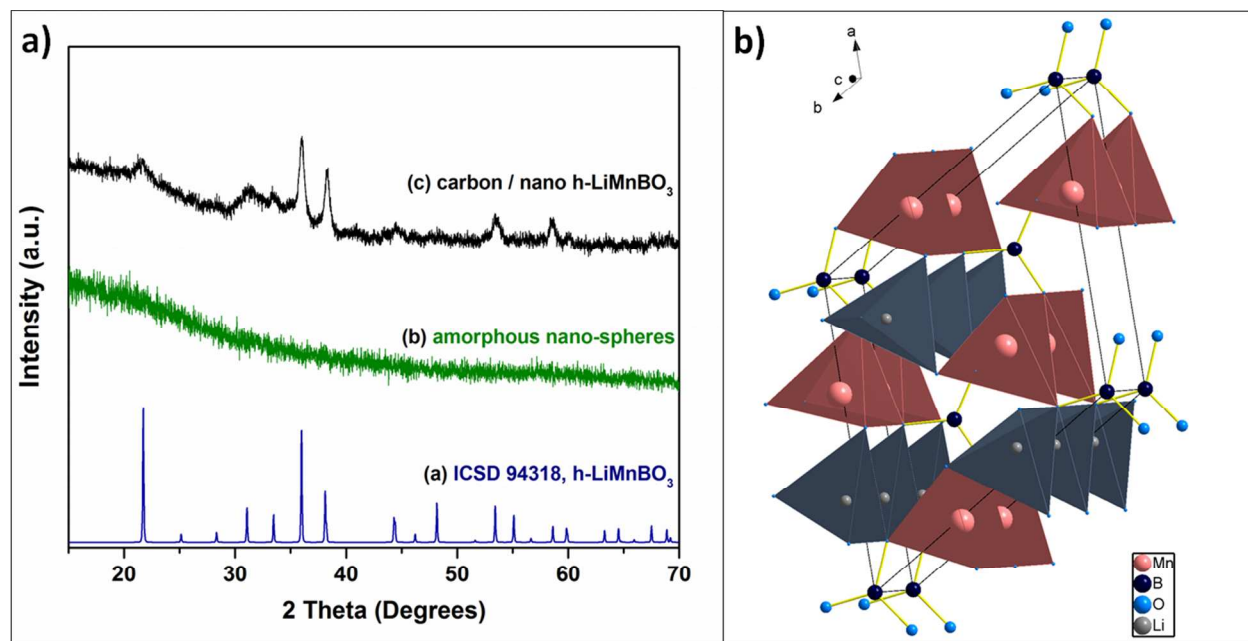 a)
Intensity (a.u.)
(c) carbon / nano h-LiMnBO₃
(b) amorphous nano-spheres
(a) ICSD 94318, h-LiMnBO₃
20 30 40 50 60 70
2 Theta (Degrees)
b)
a
c
b
Mn
B
O
Li